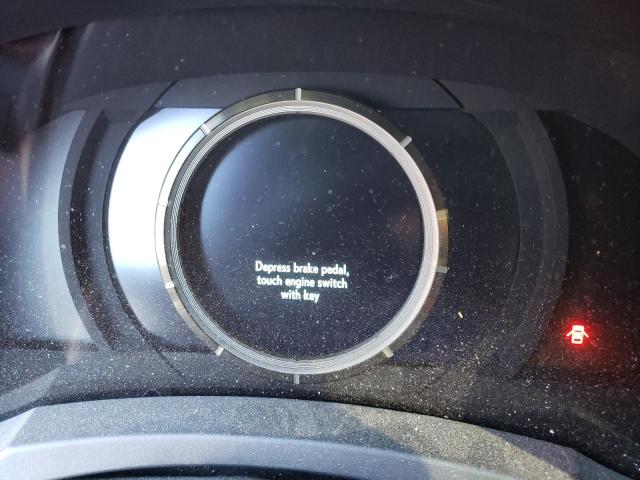 Depress brake pedal,
touch engine switch
with key